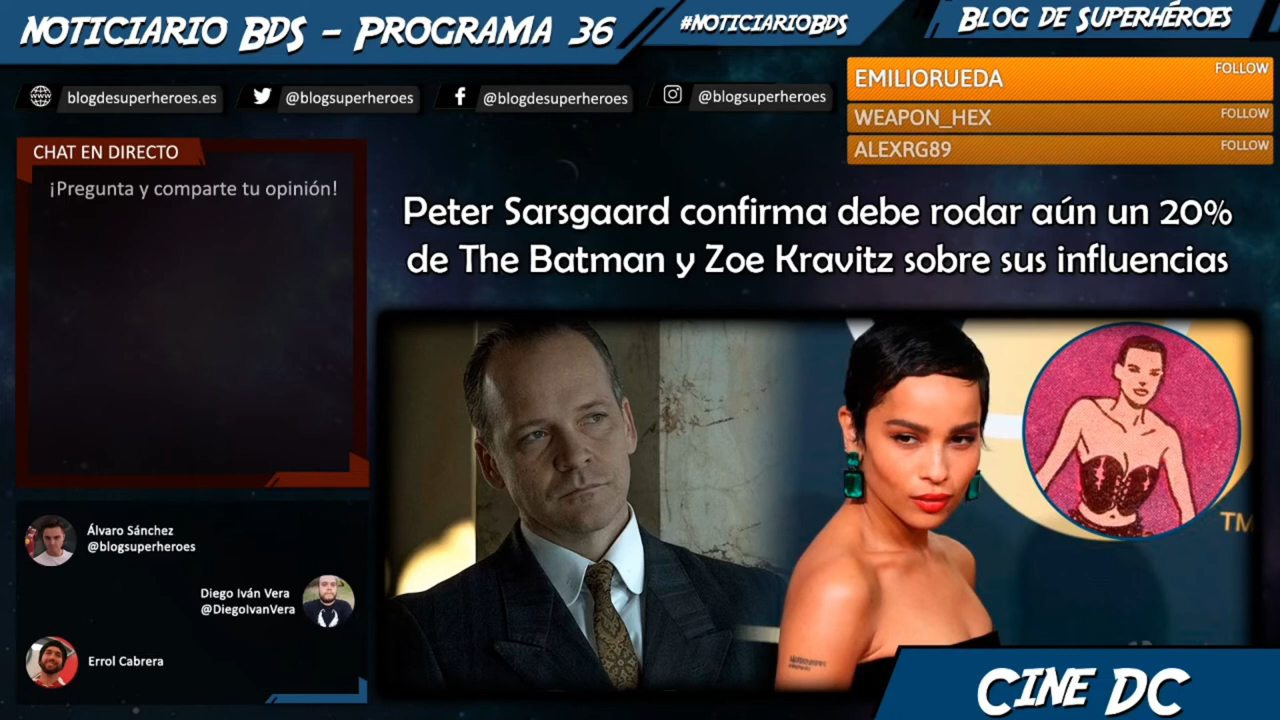 NOTICIARIO BDS – PROGRAMA 36
#NOTICIARIOBDS
BLOG DE SUPERHÉROES
blogdesuperheroes.es
@blogsuperheroes
@blogdesuperheroes
@blogsuperheroes
EMILIORUEDA FOLLOW
WEAPON_HEX FOLLOW
ALEXRG89 FOLLOW
CHAT EN DIRECTO
¡Pregunta y comparte tu opinión!
Peter Sarsgaard confirma debe rodar aún un 20%
de The Batman y Zoe Kravitz sobre sus influencias
TM
Álvaro Sánchez
@blogsuperheroes
Diego Iván Vera
@DiegoIvanVera
Errol Cabrera
CINE DC